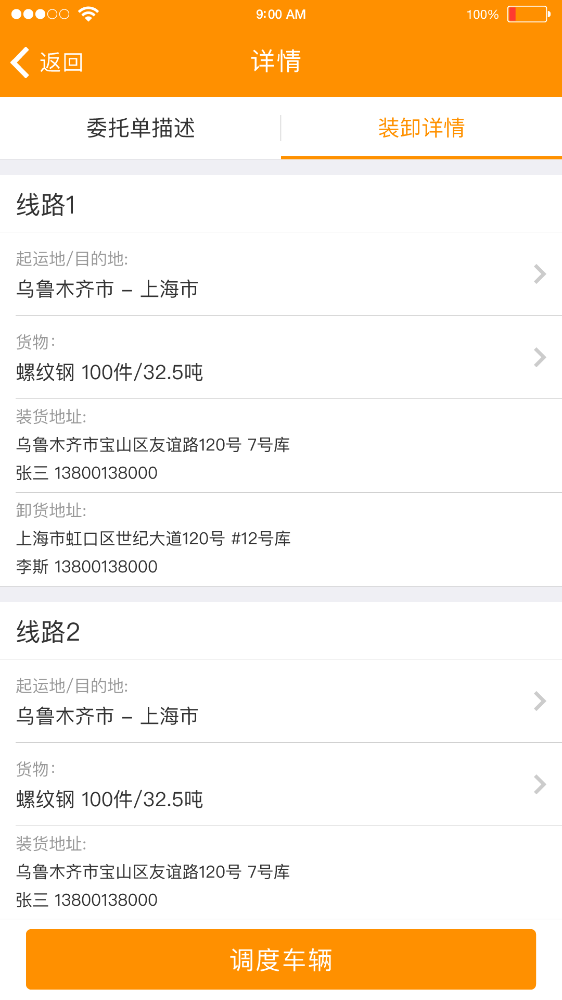 9:00 AM
100%
返回
详情
委托单描述
装卸详情
线路1
起运地/目的地:
乌鲁木齐市 – 上海市
货物：
螺纹钢 100件/32.5吨
装货地址:
乌鲁木齐市宝山区友谊路120号 7号库
张三 13800138000
卸货地址:
上海市虹口区世纪大道120号 #12号库
李斯 13800138000
线路2
起运地/目的地:
乌鲁木齐市 – 上海市
货物：
螺纹钢 100件/32.5吨
装货地址:
乌鲁木齐市宝山区友谊路120号 7号库
张三 13800138000
调度车辆